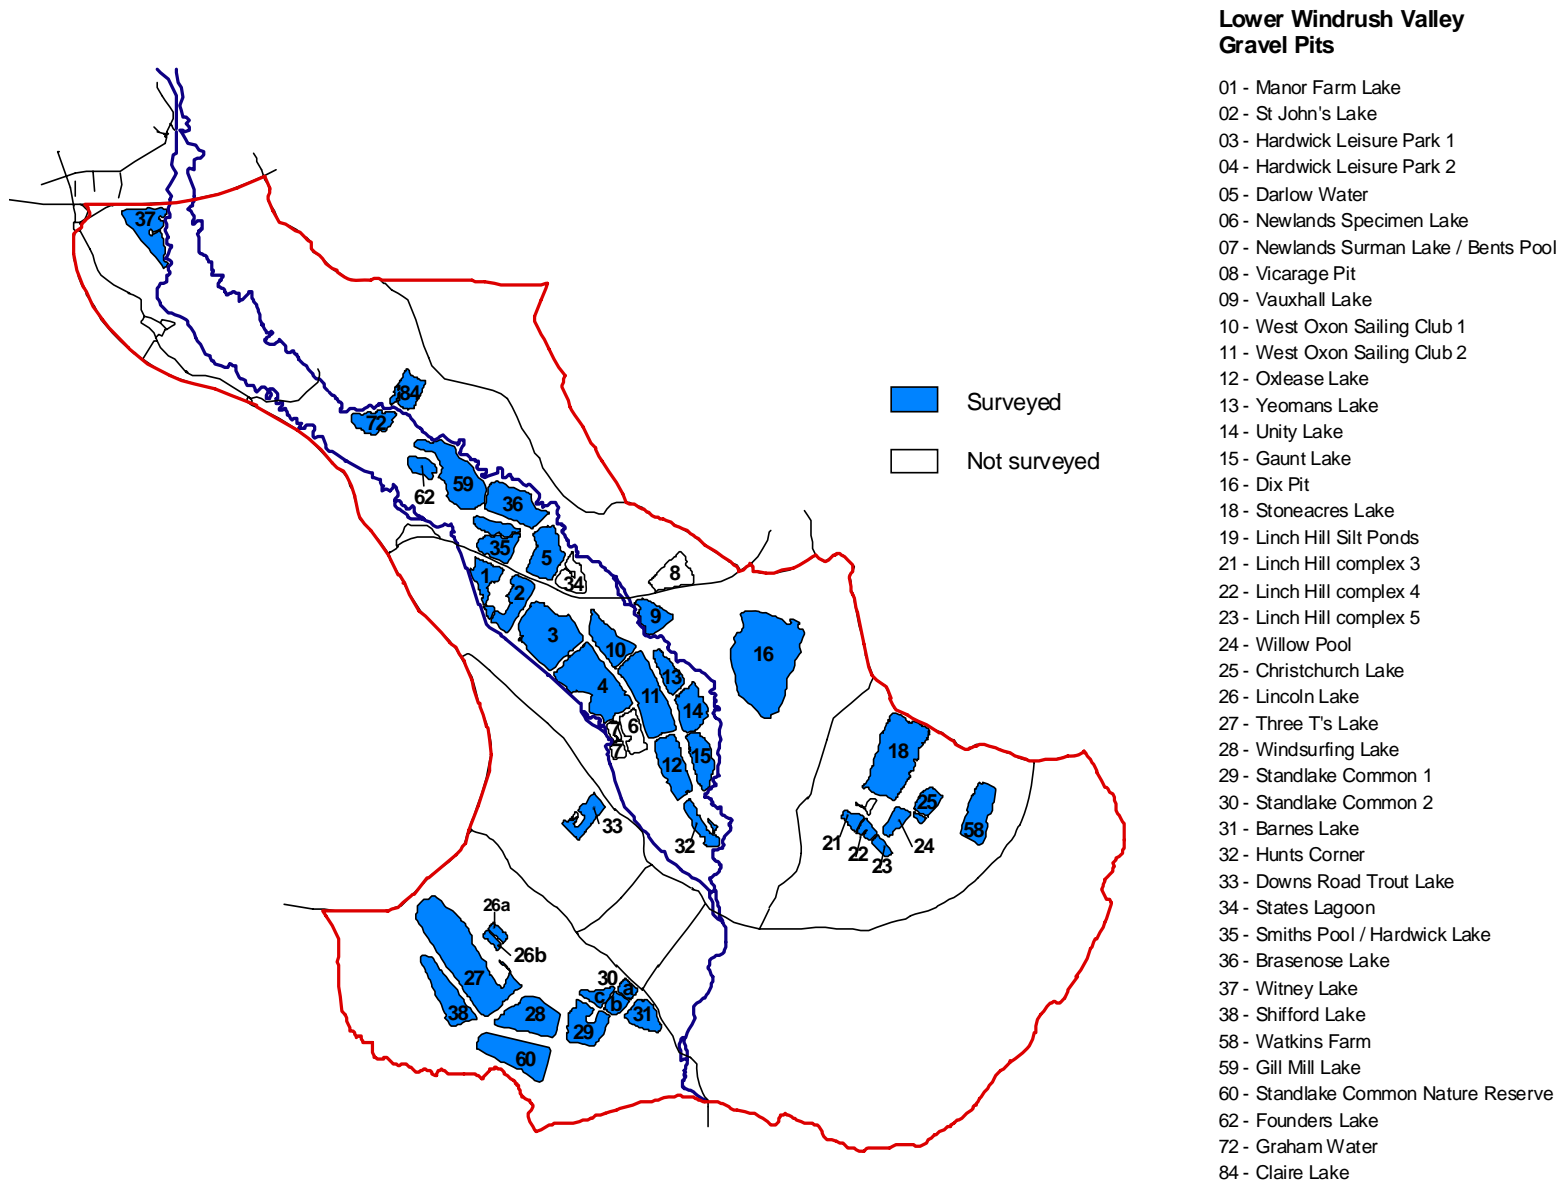 Lower Windrush Valley
Gravel Pits
01 - Manor Farm Lake
02 - St John's Lake
03 - Hardwick Leisure Park 1
04 - Hardwick Leisure Park 2
05 - Darlow Water
06 - Newlands Specimen Lake
07 - Newlands Surman Lake / Bents Pool
08 - Vicarage Pit
09 - Vauxhall Lake
10 - West Oxon Sailing Club 1
11 - West Oxon Sailing Club 2
12 - Oxlease Lake
13 - Yeomans Lake
14 - Unity Lake
15 - Gaunt Lake
16 - Dix Pit
18 - Stoneacres Lake
19 - Linch Hill Silt Ponds
21 - Linch Hill complex 3
22 - Linch Hill complex 4
23 - Linch Hill complex 5
24 - Willow Pool
25 - Christchurch Lake
26 - Lincoln Lake
27 - Three T's Lake
28 - Windsurfing Lake
29 - Standlake Common 1
30 - Standlake Common 2
31 - Barnes Lake
32 - Hunts Corner
33 - Downs Road Trout Lake
34 - States Lagoon
35 - Smiths Pool / Hardwick Lake
36 - Brasenose Lake
37 - Witney Lake
38 - Shifford Lake
58 - Watkins Farm
59 - Gill Mill Lake
60 - Standlake Common Nature Reserve
62 - Founders Lake
72 - Graham Water
84 - Claire Lake
Surveyed
Not surveyed
37
84
72
59
62
36
35
5
34
8
1
2
9
3
10
16
4
13
11
14
6
7
7
12
15
18
25
58
33
32
21
22
23
24
26a
26b
27
30
a
c
b
38
28
29
31
60